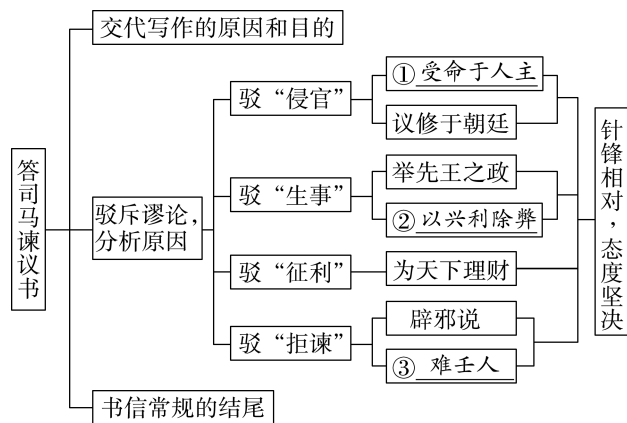 答司马谏议书
交代写作的原因和目的
驳斥谬论，
分析原因
驳“侵官”
①受命于人主
议修于朝廷
驳“生事”
举先王之政
②以兴利除弊
驳“征利”
为天下理财
驳“拒谏”
辟邪说
③难壬人
书信常规的结尾
针锋相对，态度坚决